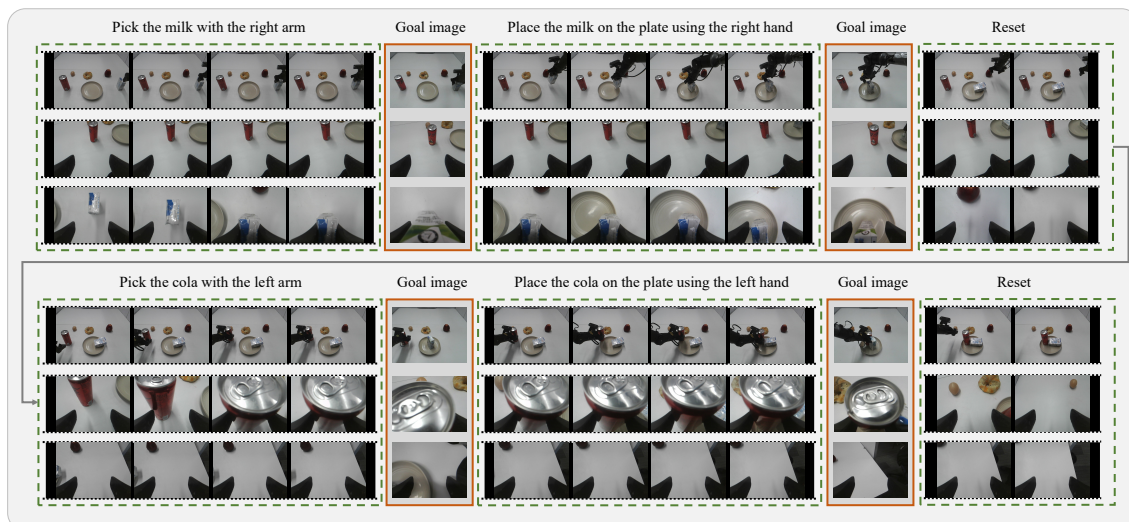 Pick the milk with the right arm
Goal image
Place the milk on the plate using the right hand
Goal image
Reset
Pick the cola with the left arm
Goal image
Place the cola on the plate using the left hand
Goal image
Reset